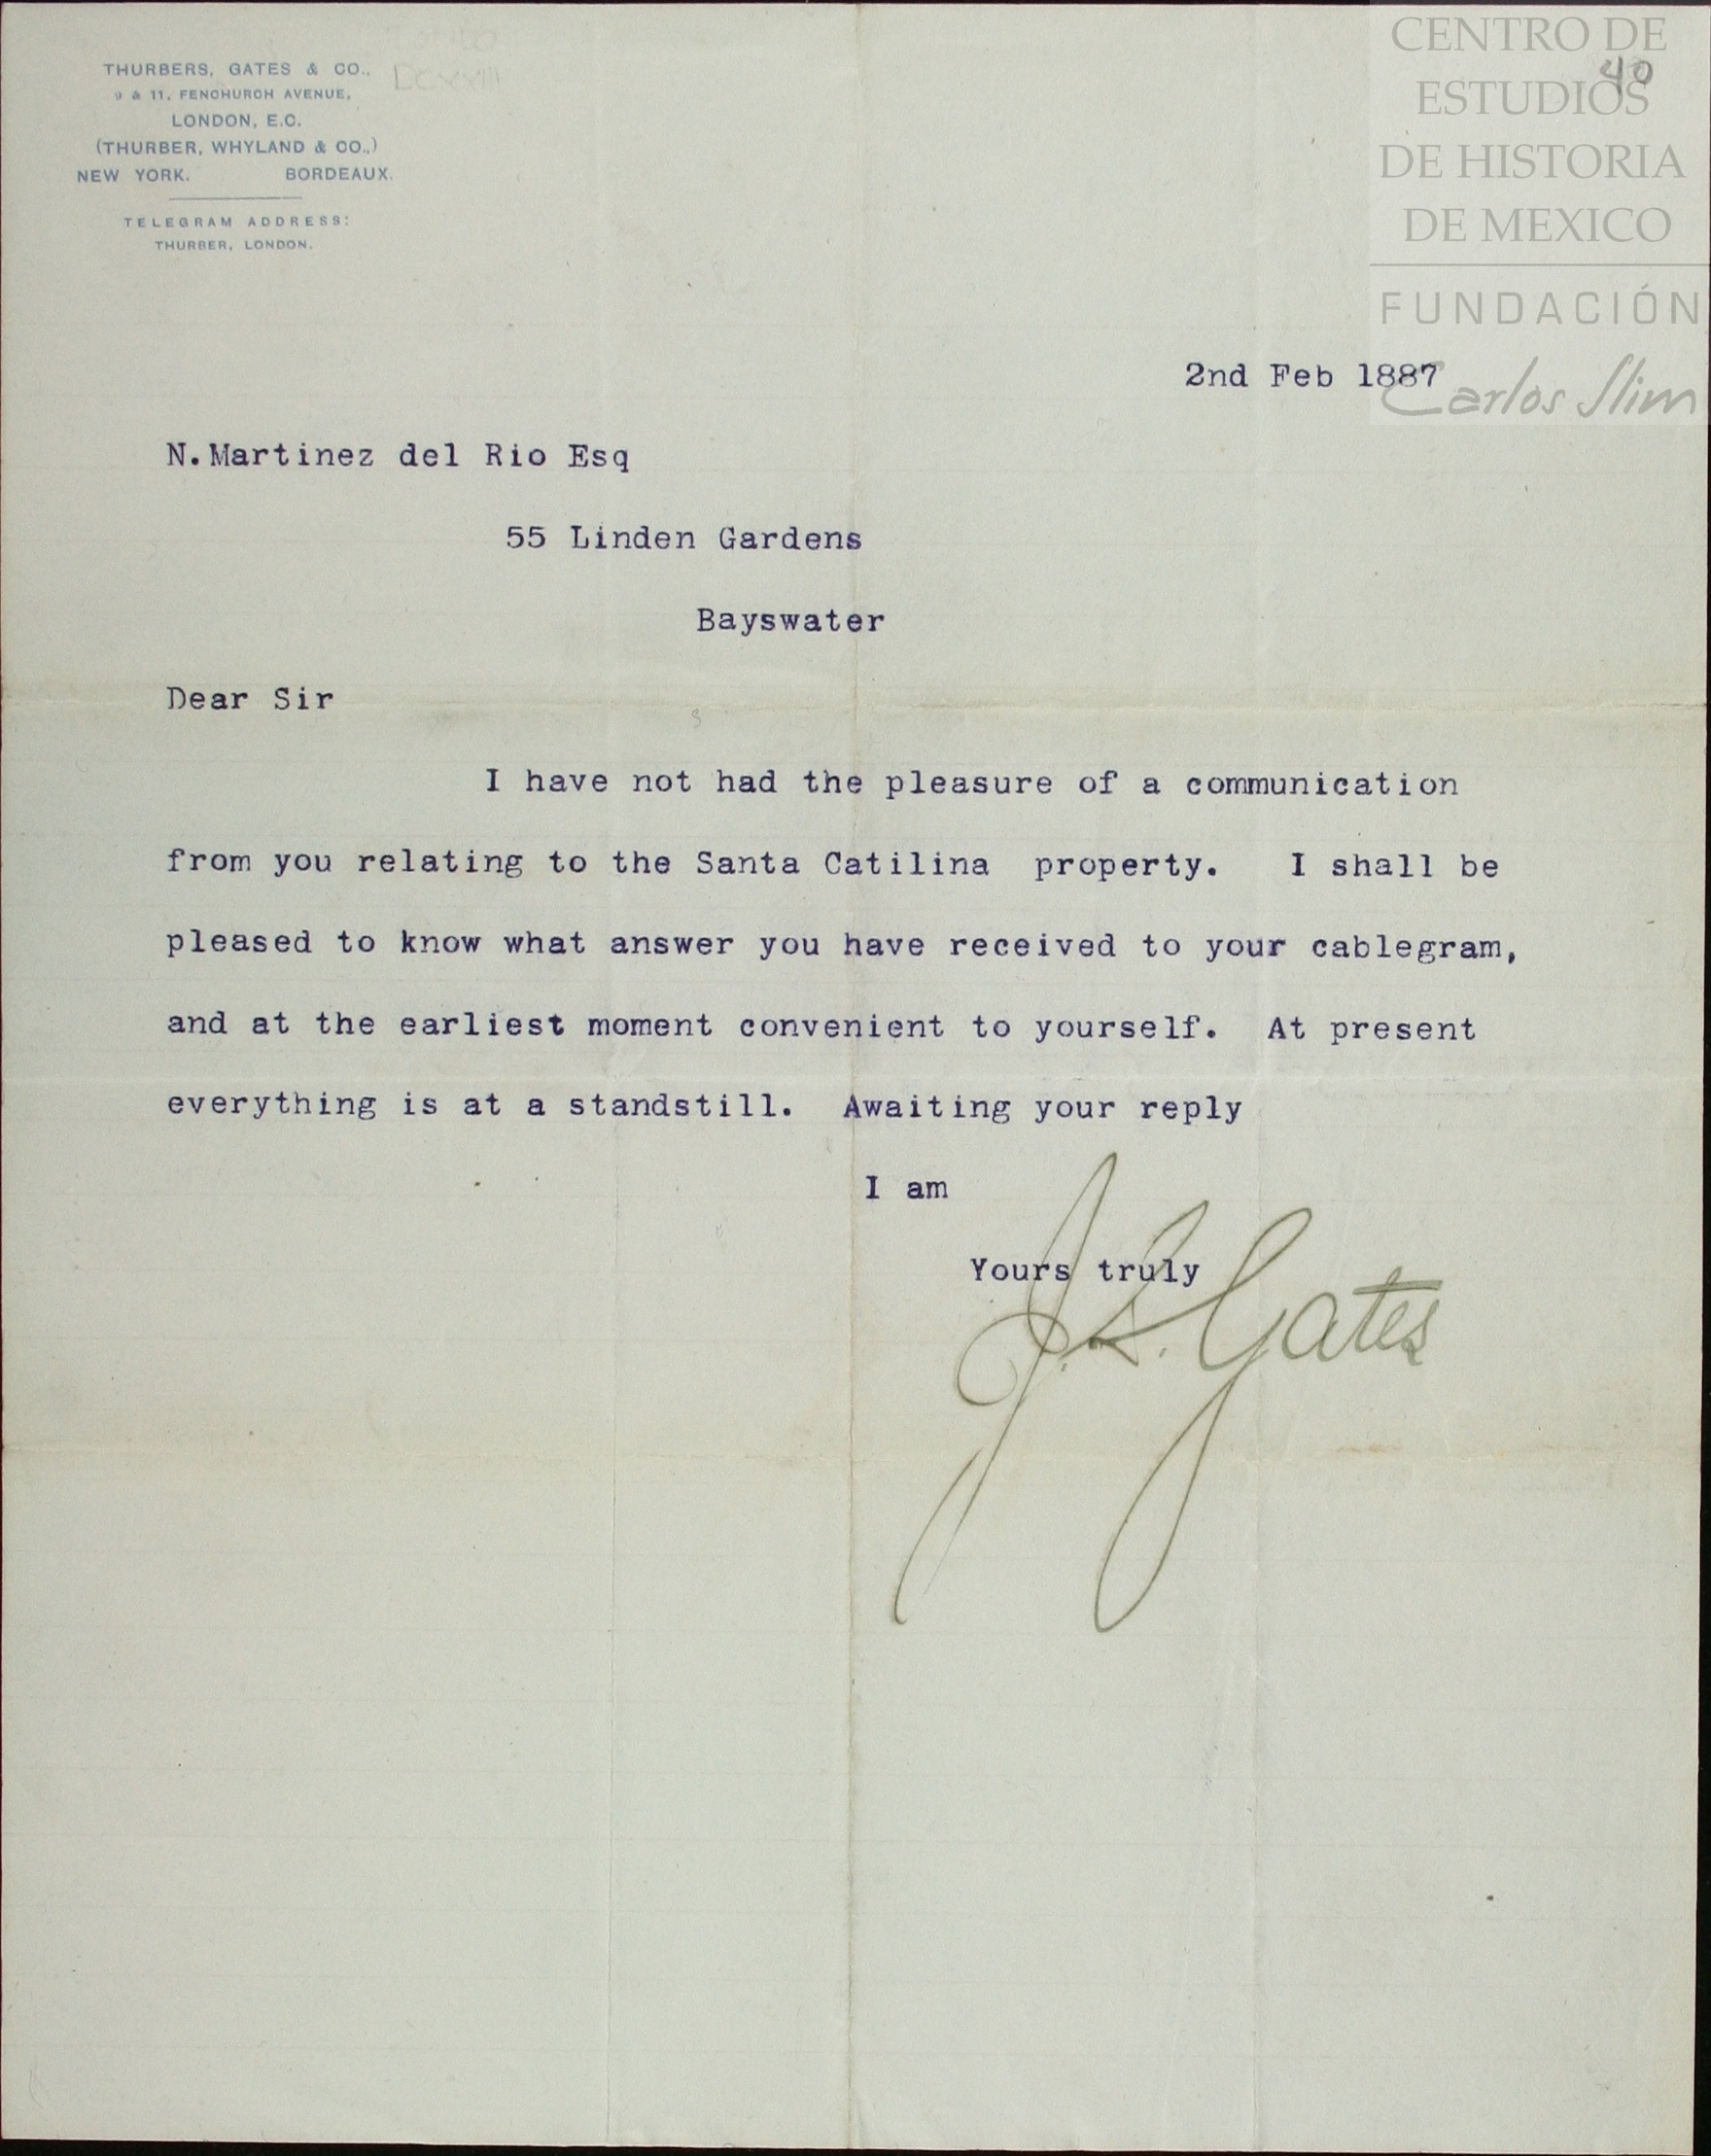 THURBERS, GATES & CO.,
9 & 11, FENCHURCH AVENUE,
LONDON, E.C.
(THURBER, WHYLAND & CO.,)
NEW YORK. BORDEAUX.
TELEGRAM ADDRESS:
THURBER, LONDON.
CENTRO DE
ESTUDIOS
DE HISTORIA
DE MEXICO
FUNDACIÓN
Carlos Slim
40
DCXXIII
2nd Feb 1887
N.Martinez del Rio Esq
55 Linden Gardens
Bayswater
Dear Sir
I have not had the pleasure of a communication
from you relating to the Santa Catilina property. I shall be
pleased to know what answer you have received to your cablegram,
and at the earliest moment convenient to yourself. At present
everything is at a standstill. Awaiting your reply
I am
Yours truly
Gates